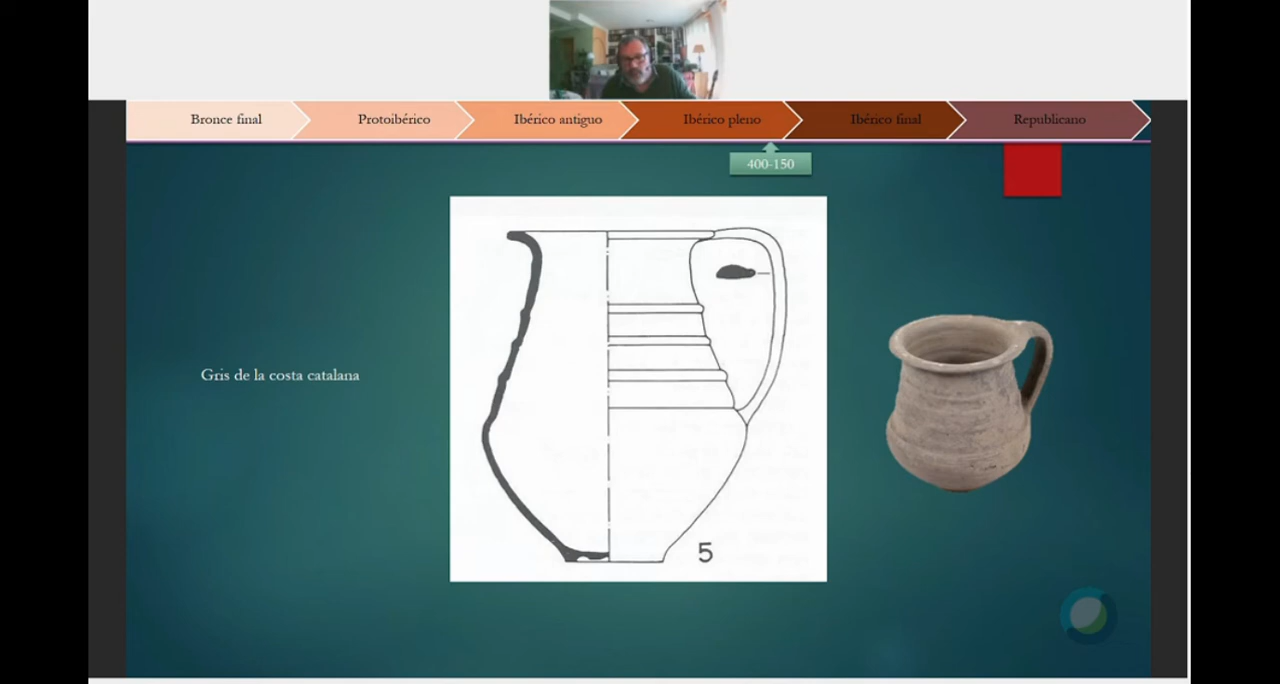 Bronce final
Protoibérico
Ibérico antiguo
Ibérico pleno
Ibérico final
Republicano
400-150
Gris de la costa catalana
5